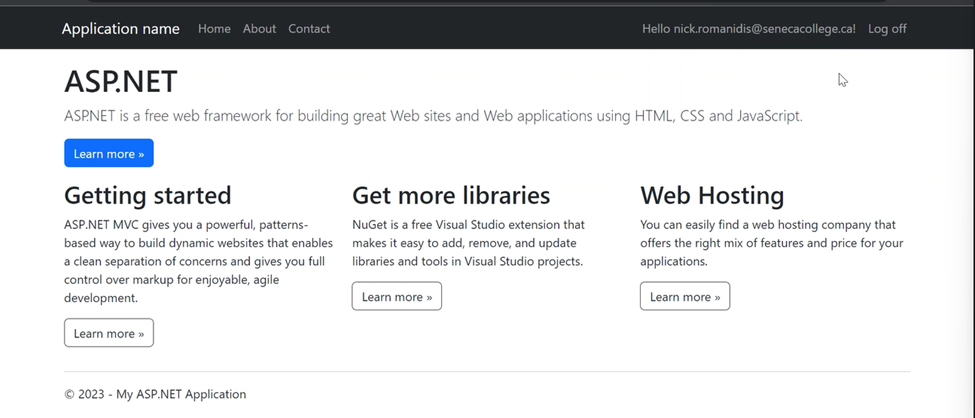 Application name Home About Contact Hello nick.romanidis@senecacollege.ca! Log off
ASP.NET
ASP.NET is a free web framework for building great Web sites and Web applications using HTML, CSS and JavaScript.
Learn more »
Getting started
ASP.NET MVC gives you a powerful, patterns-
based way to build dynamic websites that enables
a clean separation of concerns and gives you full
control over markup for enjoyable, agile
development.
Learn more »
Get more libraries
NuGet is a free Visual Studio extension that
makes it easy to add, remove, and update
libraries and tools in Visual Studio projects.
Learn more »
Web Hosting
You can easily find a web hosting company that
offers the right mix of features and price for your
applications.
Learn more »
© 2023 - My ASP.NET Application